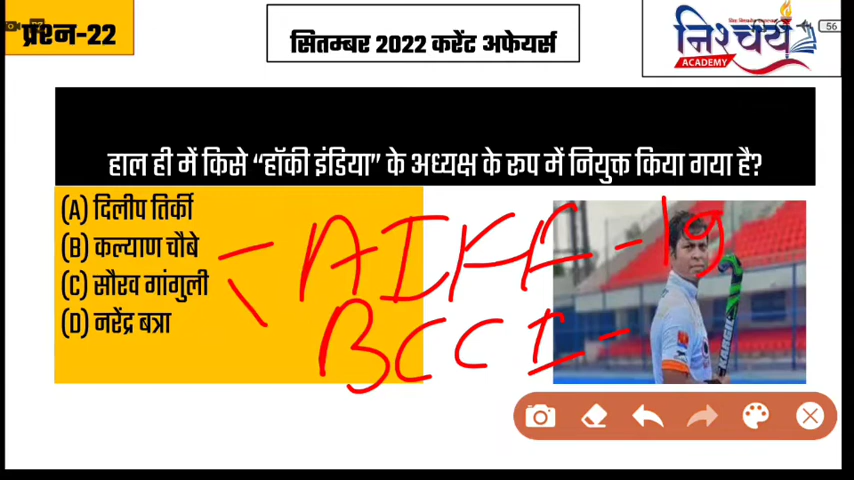 प्रश्न-22
सितम्बर 2022 करेंट अफेयर्स
निश्चय
ACADEMY
56
हाल ही में किसे “हॉकी इंडिया” के अध्यक्ष के रूप में नियुक्त किया गया है?
(A) दिलीप तिर्की
(B) कल्याण चौबे
(C) सौरव गांगुली
(D) नरेंद्र बत्रा
AIFF-19
BCCI-